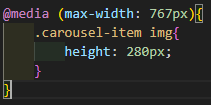 @media (max-width: 767px){
.carousel-item img{
height: 280px;
}
}